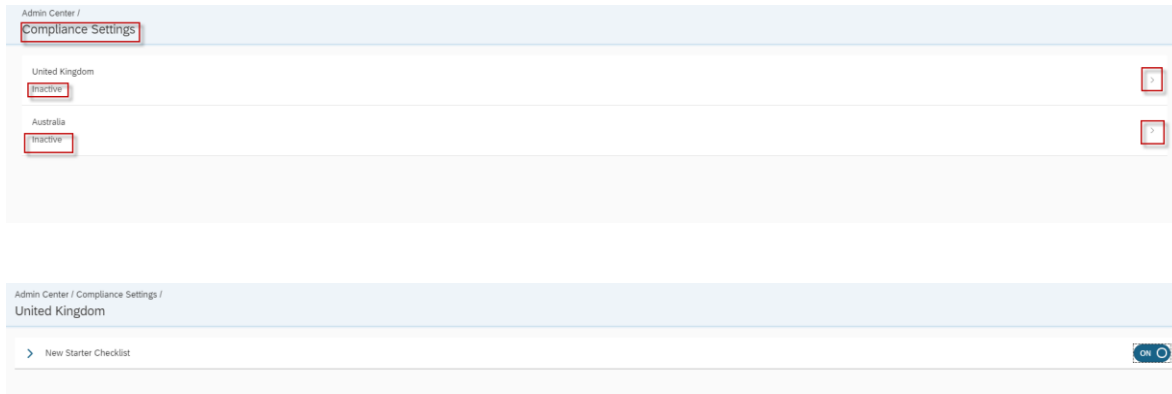 Admin Center /
Compliance Settings
United Kingdom
Inactive
Australia
Inactive
Admin Center / Compliance Settings /
United Kingdom
New Starter Checklist
ON